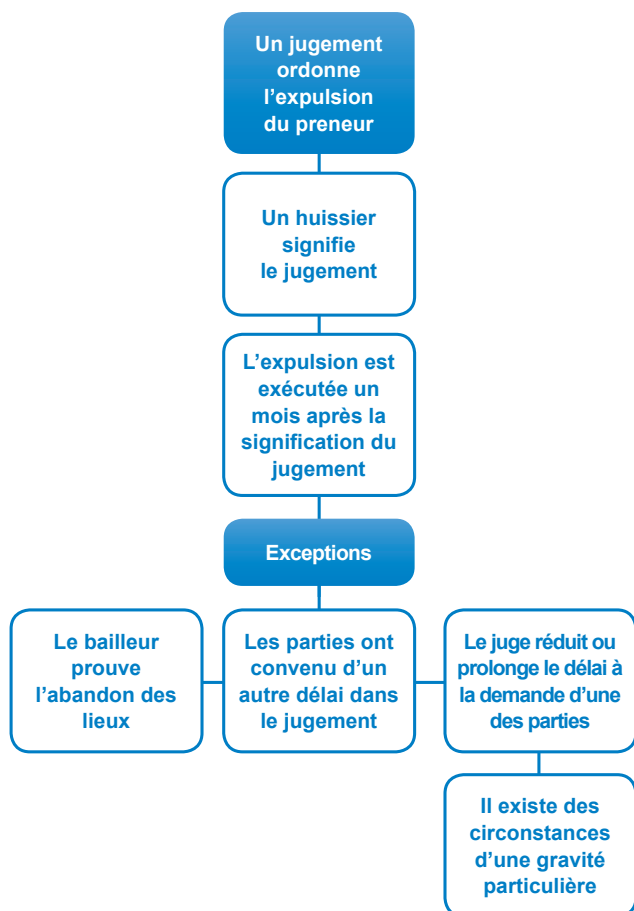 Un jugement
ordonne
l’expulsion
du preneur
Un huissier
signifie
le jugement
L’expulsion est
exécutée un
mois après la
signification du
jugement
Exceptions
Le bailleur
prouve
l’abandon des
lieux
Les parties ont
convenu d’un
autre délai dans
le jugement
Le juge réduit ou
prolonge le délai à
la demande d’une
des parties
Il existe des
circonstances
d’une gravité
particulière